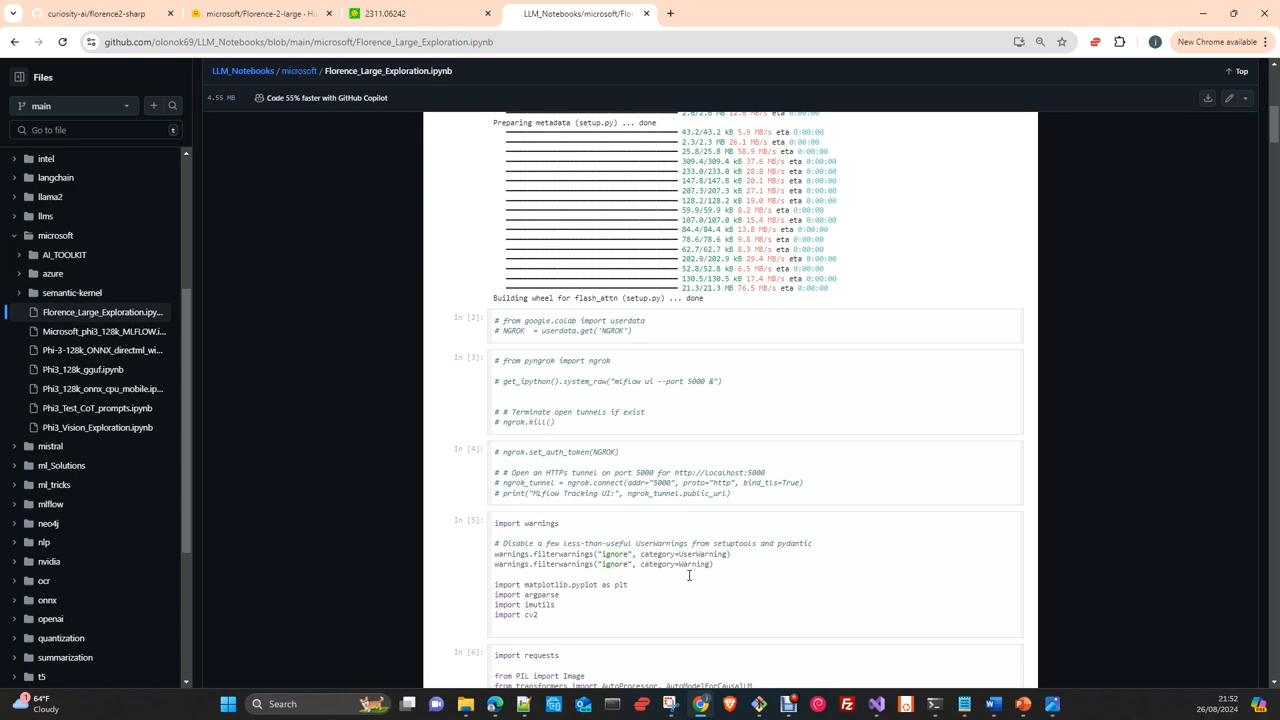 curiosity-ai/florence2-sharp
microsoft/Florence-2-large · Hu
2311.06242
LLM_Notebooks/microsoft/Flo
github.com/olonok69/LLM_Notebooks/blob/main/microsoft/Florence_Large_Exploration.ipynb
New Chrome available
Files
LLM_Notebooks / microsoft / Florence_Large_Exploration.ipynb
Top
main
4.55 MB
Code 55% faster with GitHub Copilot
Go to file
t
intel
langchain
llama2
llms
microsoft
azure
semantic-kernel
Florence_Large_Exploration.ipy...
Microsoft_phi3_128k_MLFLOW.i...
Phi-3-128k_ONNX_directml_wi...
Phi3_128k_gguf.ipynb
Phi3_128k_onnx_cpu_mobile.ip...
Phi3_Test_CoT_prompts.ipynb
Phi3_Vision_Exploration.ipynb
mistral
ml_Solutions
ml_tricks
mlflow
neo4j
nlp
nvidia
ocr
onnx
openai
quantization
summarization
t5
2.6/2.6 MB 12.6 MB/s eta 0:00:00
Preparing metadata (setup.py) ... done
43.2/43.2 kB 5.9 MB/s eta 0:00:00
2.3/2.3 MB 26.1 MB/s eta 0:00:00
25.8/25.8 MB 58.9 MB/s eta 0:00:00
309.4/309.4 kB 37.6 MB/s eta 0:00:00
233.0/233.0 kB 28.8 MB/s eta 0:00:00
147.8/147.8 kB 20.1 MB/s eta 0:00:00
207.3/207.3 kB 27.1 MB/s eta 0:00:00
128.2/128.2 kB 19.0 MB/s eta 0:00:00
59.9/59.9 kB 8.2 MB/s eta 0:00:00
107.0/107.0 kB 15.4 MB/s eta 0:00:00
84.4/84.4 kB 13.8 MB/s eta 0:00:00
78.6/78.6 kB 9.8 MB/s eta 0:00:00
62.7/62.7 kB 8.3 MB/s eta 0:00:00
202.9/202.9 kB 29.4 MB/s eta 0:00:00
52.8/52.8 kB 6.5 MB/s eta 0:00:00
130.5/130.5 kB 17.4 MB/s eta 0:00:00
21.3/21.3 MB 76.5 MB/s eta 0:00:00
Building wheel for flash_attn (setup.py) ... done
In [2]:
# from google.colab import userdata
# NGROK = userdata.get('NGROK')
In [3]:
# from pyngrok import ngrok
# get_ipython().system_raw("mlflow ui --port 5000 &")
# # Terminate open tunnels if exist
# ngrok.kill()
In [4]:
# ngrok.set_auth_token(NGROK)
# # Open an HTTPs tunnel on port 5000 for http://localhost:5000
# ngrok_tunnel = ngrok.connect(addr="5000", proto="http", bind_tls=True)
# print("MLflow Tracking UI:", ngrok_tunnel.public_url)
In [5]:
import warnings
# Disable a few less-than-useful UserWarnings from setuptools and pydantic
warnings.filterwarnings("ignore", category=UserWarning)
warnings.filterwarnings("ignore", category=Warning)
import matplotlib.pyplot as plt
import argparse
import imutils
import cv2
In [6]:
import requests
from PIL import Image
from transformers import AutoProcessor, AutoModelForCausalLM
64°F
Cloudy
Search
21:52
26/08/2024